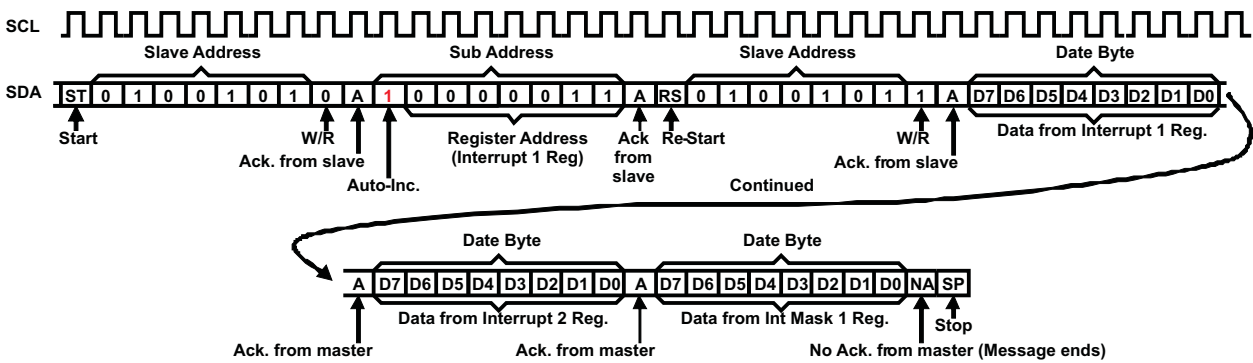 SCL
Slave Address Sub Address Slave Address Date Byte
SDA ST 0 1 0 0 1 0 1 0 A 1 0 0 0 0 0 1 1 A RS 0 1 0 0 1 0 1 1 A D7 D6 D5 D4 D3 D2 D1 D0
Start W/R Register Address Ack Re-Start W/R Data from Interrupt 1 Reg.
Ack. from slave (Interrupt 1 Reg) from Ack. from slave
slave
Auto-Inc. Continued
Date Byte Date Byte
A D7 D6 D5 D4 D3 D2 D1 D0 A D7 D6 D5 D4 D3 D2 D1 D0 NA SP
Data from Interrupt 2 Reg. Data from Int Mask 1 Reg. Stop
Ack. from master Ack. from master No Ack. from master (Message ends)